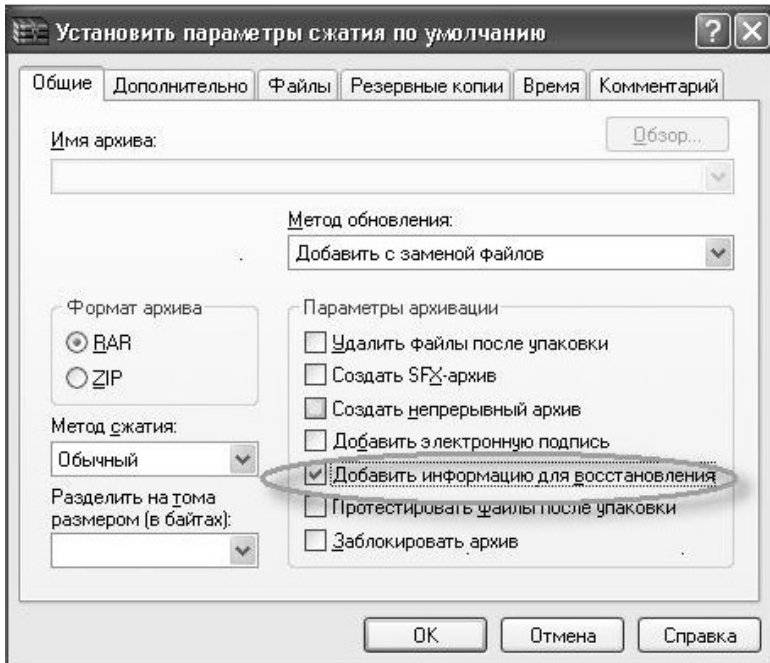 Установить параметры сжатия по умолчанию
Общие Дополнительно Файлы Резервные копии Время Комментарий
Имя архива:
Обзор...
Метод обновления:
Добавить с заменой файлов
Формат архива
RAR
ZIP
Метод сжатия:
Обычный
Разделить на тома
размером (в байтах):
Параметры архивации
Удалить файлы после упаковки
Создать SFX-архив
Создать непрерывный архив
Добавить электронную подпись
Добавить информацию для восстановления
Протестировать файлы после упаковки
Заблокировать архив
OK Отмена Справка